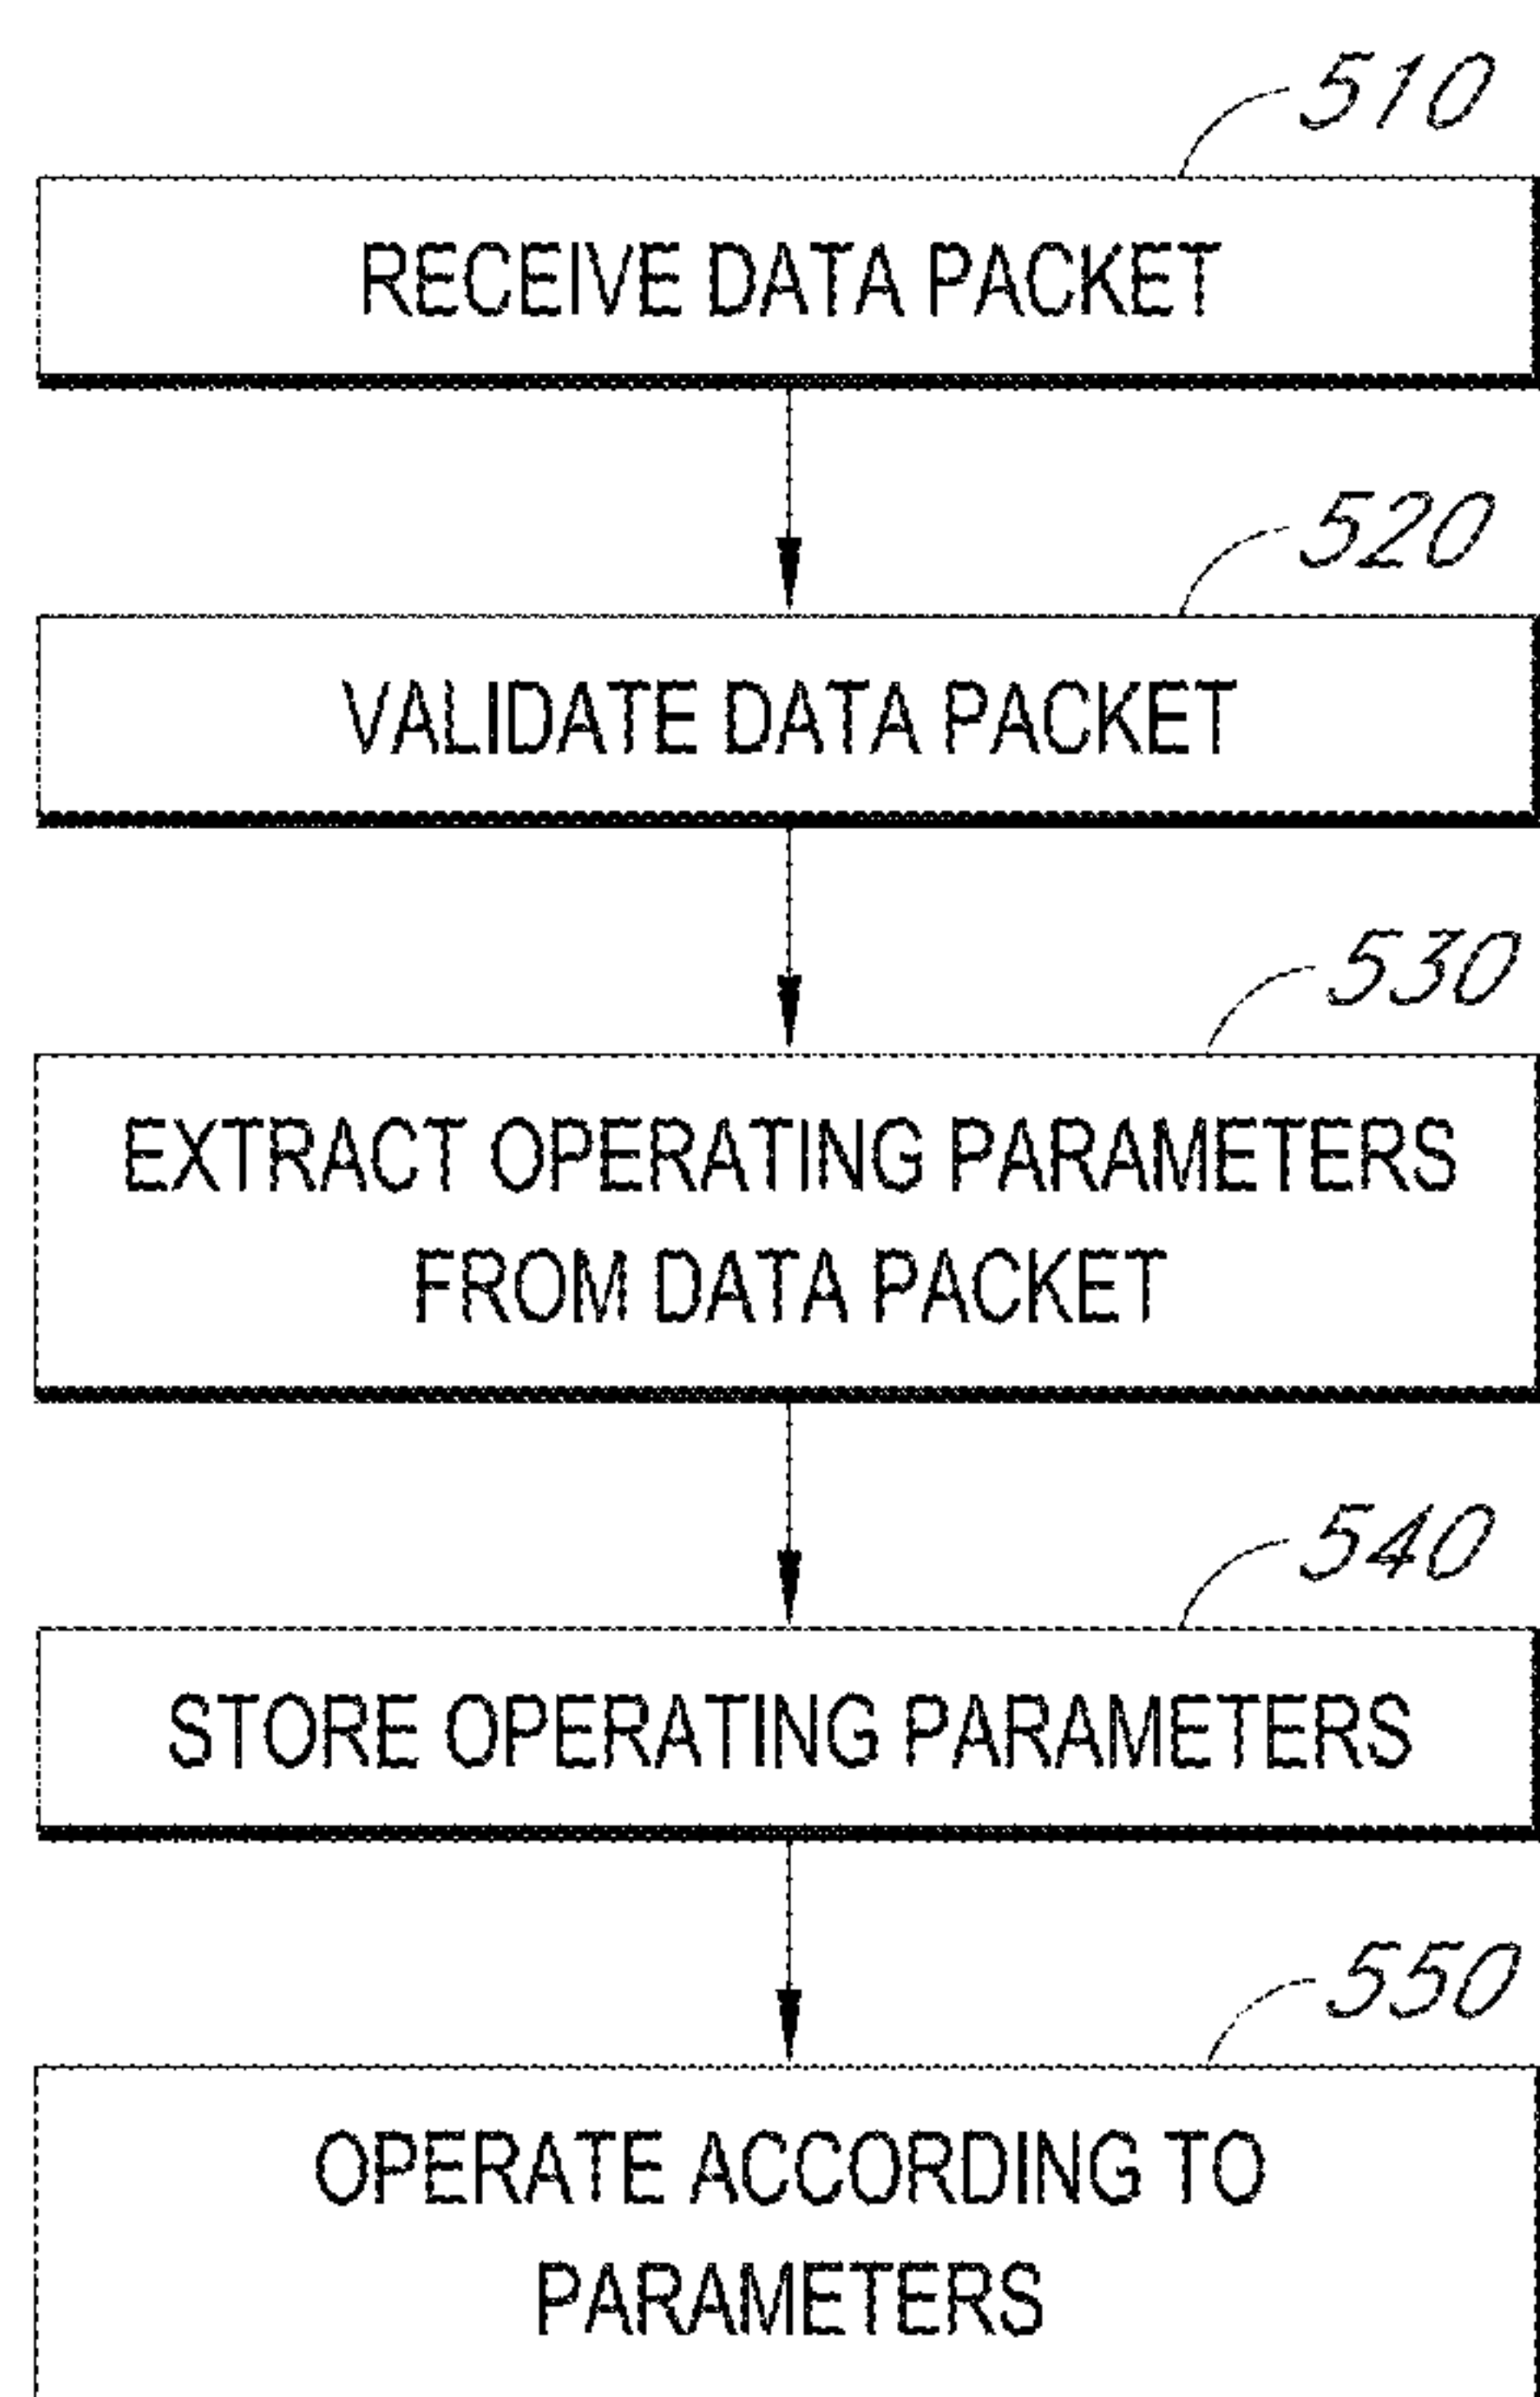 510
RECEIVE DATA PACKET
520
VALIDATE DATA PACKET
530
EXTRACT OPERATING PARAMETERS
FROM DATA PACKET
540
STORE OPERATING PARAMETERS
550
OPERATE ACCORDING TO
PARAMETERS